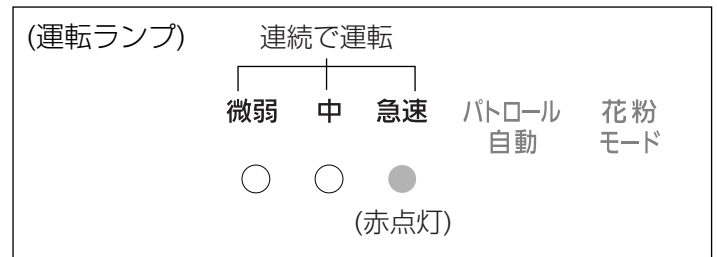 (運転ランプ)
連続で運転
微弱 中 急速 パトロール自動 花粉モード
(赤点灯)